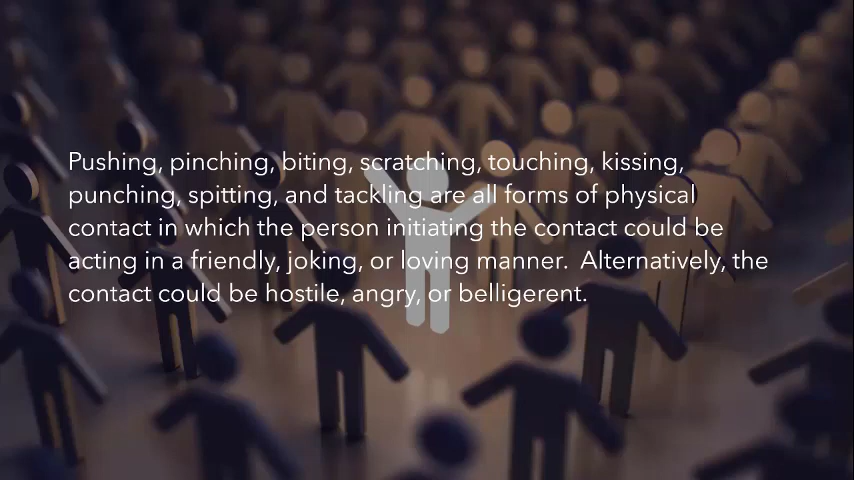 Pushing, pinching, biting, scratching, touching, kissing,
punching, spitting, and tackling are all forms of physical
contact in which the person initiating the contact could be
acting in a friendly, joking, or loving manner.  Alternatively, the
contact could be hostile, angry, or belligerent.